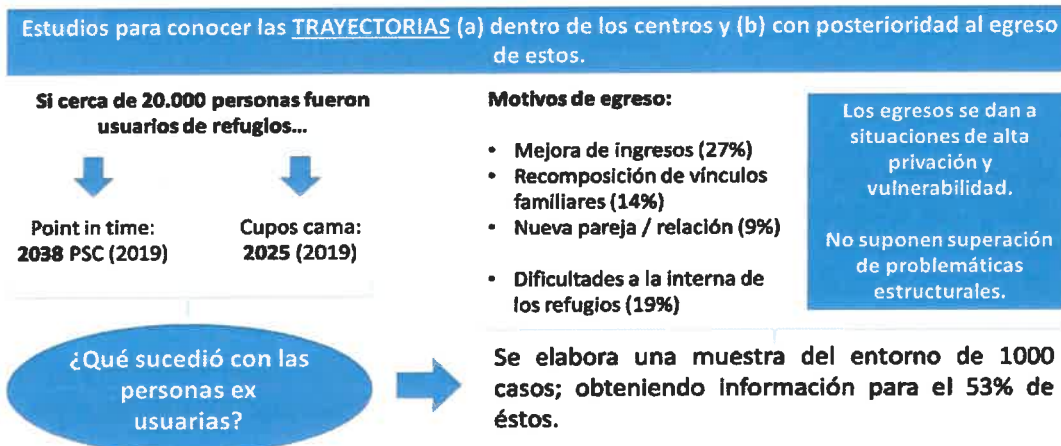 Estudios para conocer las TRAYECTORIAS (a) dentro de los centros y (b) con posterioridad al egreso
de estos.
Si cerca de 20.000 personas fueron
usuarios de refugios...
Point in time:
2038 PSC (2019)
Cupos cama:
2025 (2019)
¿Qué sucedió con las
personas ex
usuarias?
Motivos de egreso:
• Mejora de ingresos (27%)
• Recomposición de vínculos
familiares (14%)
• Nueva pareja / relación (9%)
• Dificultades a la interna de
los refugios (19%)
Los egresos se dan a
situaciones de alta
privación y
vulnerabilidad.
No suponen superación
de problemáticas
estructurales.
Se elabora una muestra del entorno de 1000
casos; obteniendo información para el 53% de
éstos.